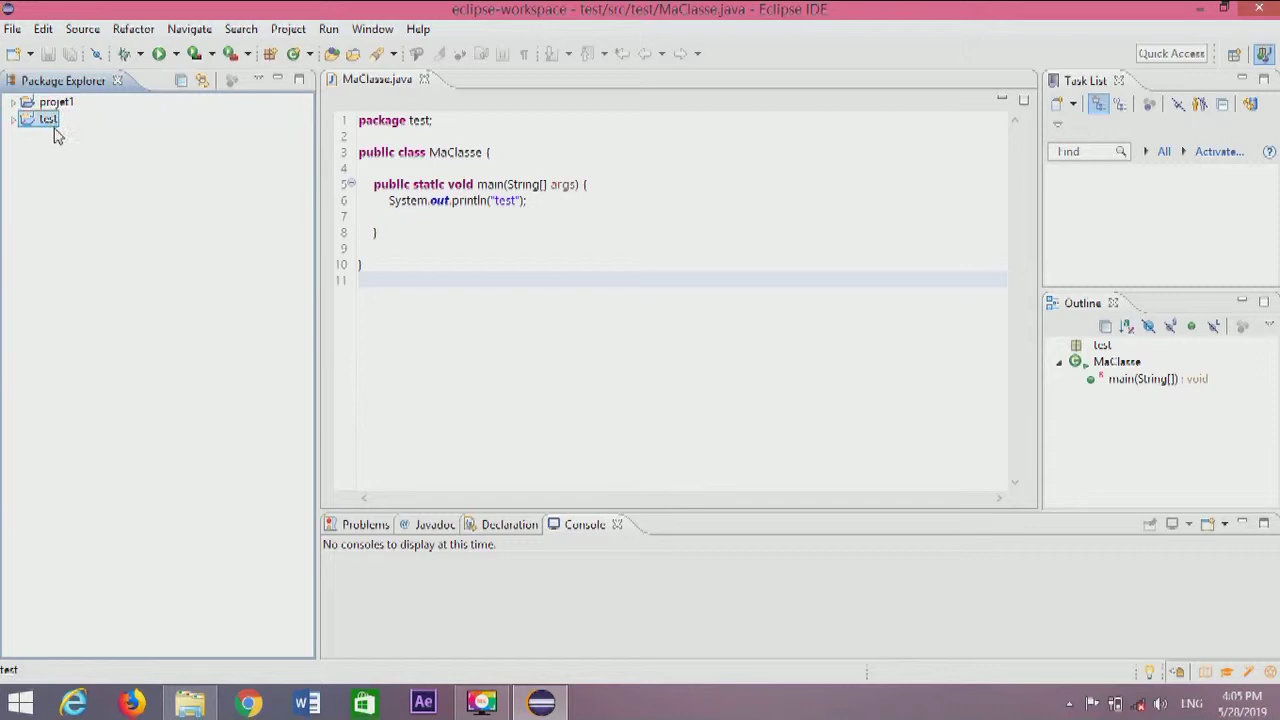 eclipse-workspace - test/src/test/MaClasse.java - Eclipse IDE
File Edit Source Refactor Navigate Search Project Run Window Help
Quick Access
Package Explorer
projet1
test
MaClasse.java
1 package test;
2
3 public class MaClasse {
4
5 public static void main(String[] args) {
6 System.out.println("test");
7
8 }
9
10 }
11
Task List
Find All Activate...
Outline
test
MaClasse
main(String[]) : void
Problems Javadoc Declaration Console
No consoles to display at this time.
test
ENG
4:05 PM
5/28/2019